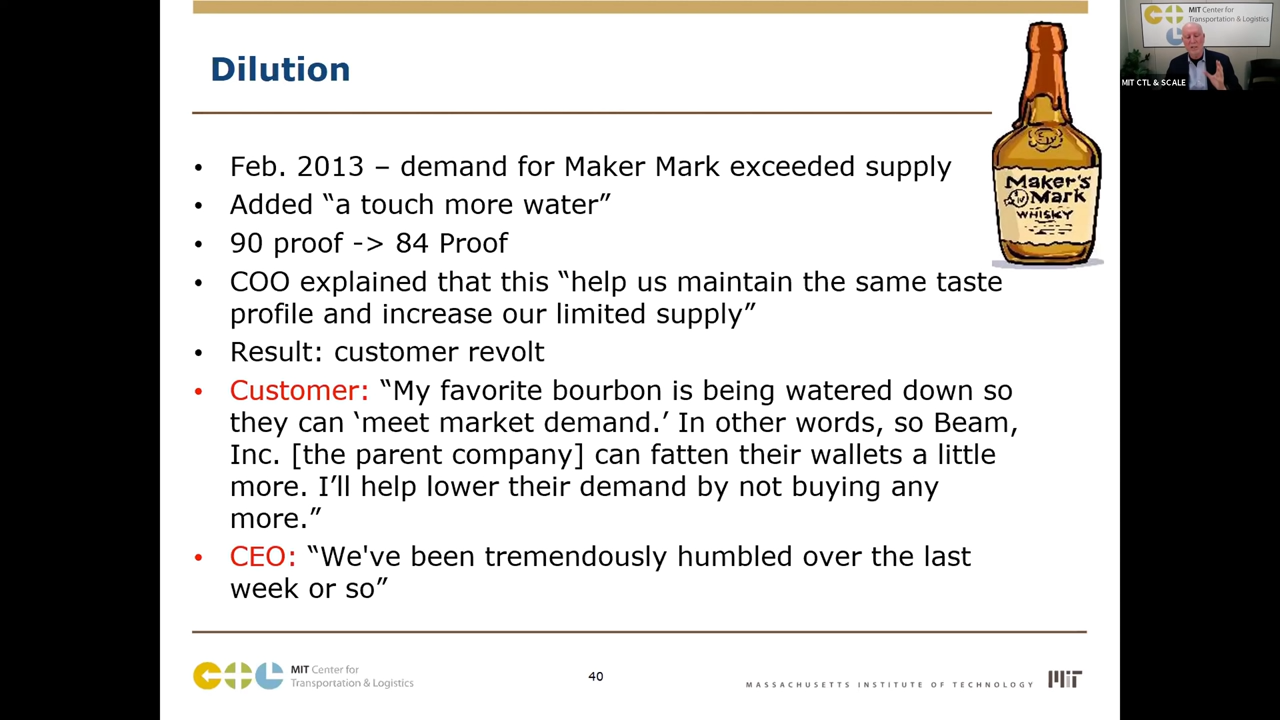 MIT Center for
Transportation & Logistics
MIT CTL & SCALE
Dilution
Maker's
Mark
WHISKY
• Feb. 2013 – demand for Maker Mark exceeded supply
• Added “a touch more water”
• 90 proof -> 84 Proof
• COO explained that this “help us maintain the same taste
profile and increase our limited supply”
• Result: customer revolt
• Customer: “My favorite bourbon is being watered down so
they can ‘meet market demand.’ In other words, so Beam,
Inc. [the parent company] can fatten their wallets a little
more. I’ll help lower their demand by not buying any
more.”
• CEO: “We've been tremendously humbled over the last
week or so”
MIT Center for
Transportation & Logistics
40
MASSACHUSETTS INSTITUTE OF TECHNOLOGY